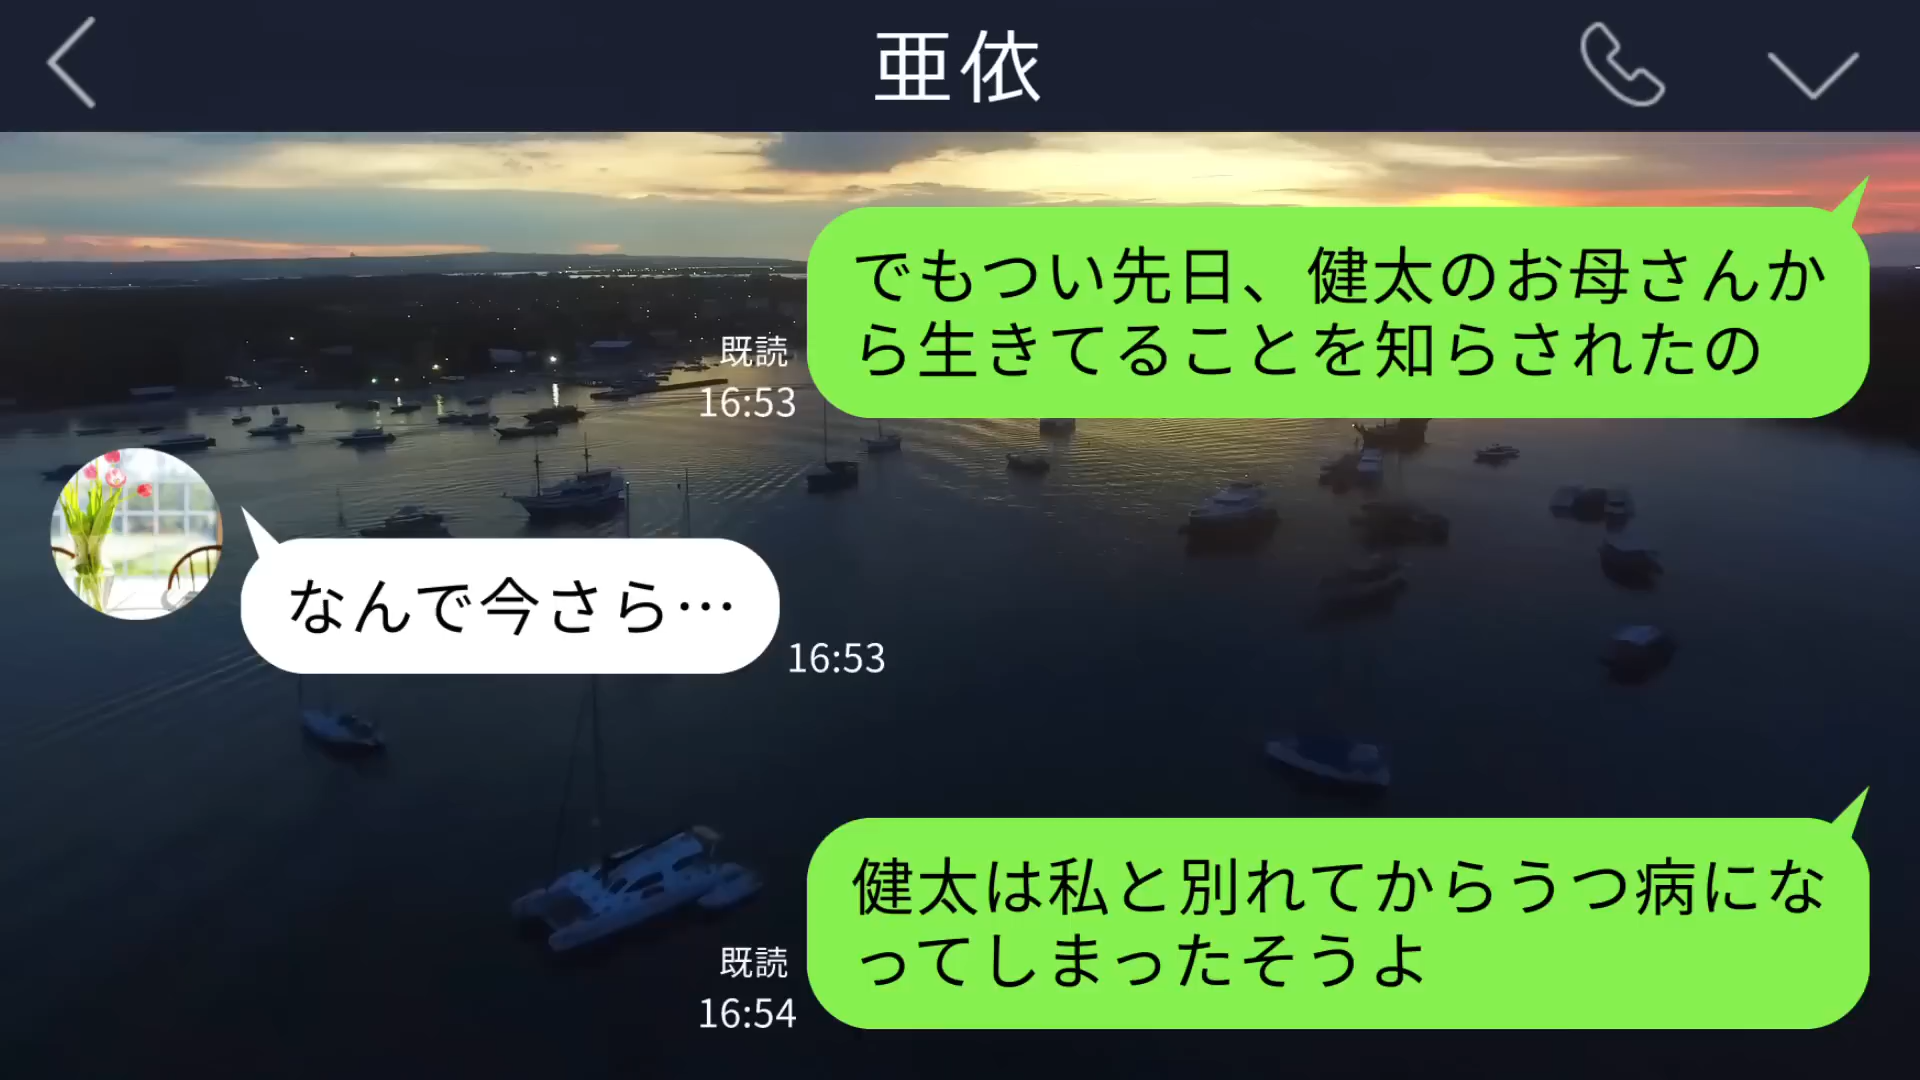 亜依
でもつい先日、健太のお母さんか
ら生きてることを知らされたの
既読
16:53
なんで今さら…
16:53
健太は私と別れてからうつ病にな
ってしまったそうよ
既読
16:54